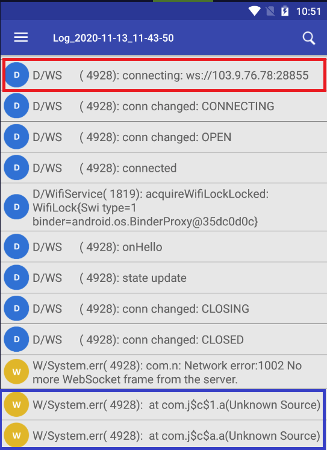 10:51
Log_2020-11-13_11-43-50
D D/WS ( 4928): connecting: ws://103.9.76.78:28855
D D/WS ( 4928): conn changed: CONNECTING
D D/WS ( 4928): conn changed: OPEN
D D/WS ( 4928): connected
D/WifiService( 1819): acquireWifiLockLocked:
D WifiLock{Swi type=1
binder=android.os.BinderProxy@35dc0d0c}
D D/WS ( 4928): onHello
D D/WS ( 4928): state update
D D/WS ( 4928): conn changed: CLOSING
D D/WS ( 4928): conn changed: CLOSED
W W/System.err( 4928): com.n: Network error:1002 No
more WebSocket frame from the server.
W W/System.err( 4928): at com.j$c$1.a(Unknown Source)
W W/System.err( 4928): at com.j$c$a.a(Unknown Source)